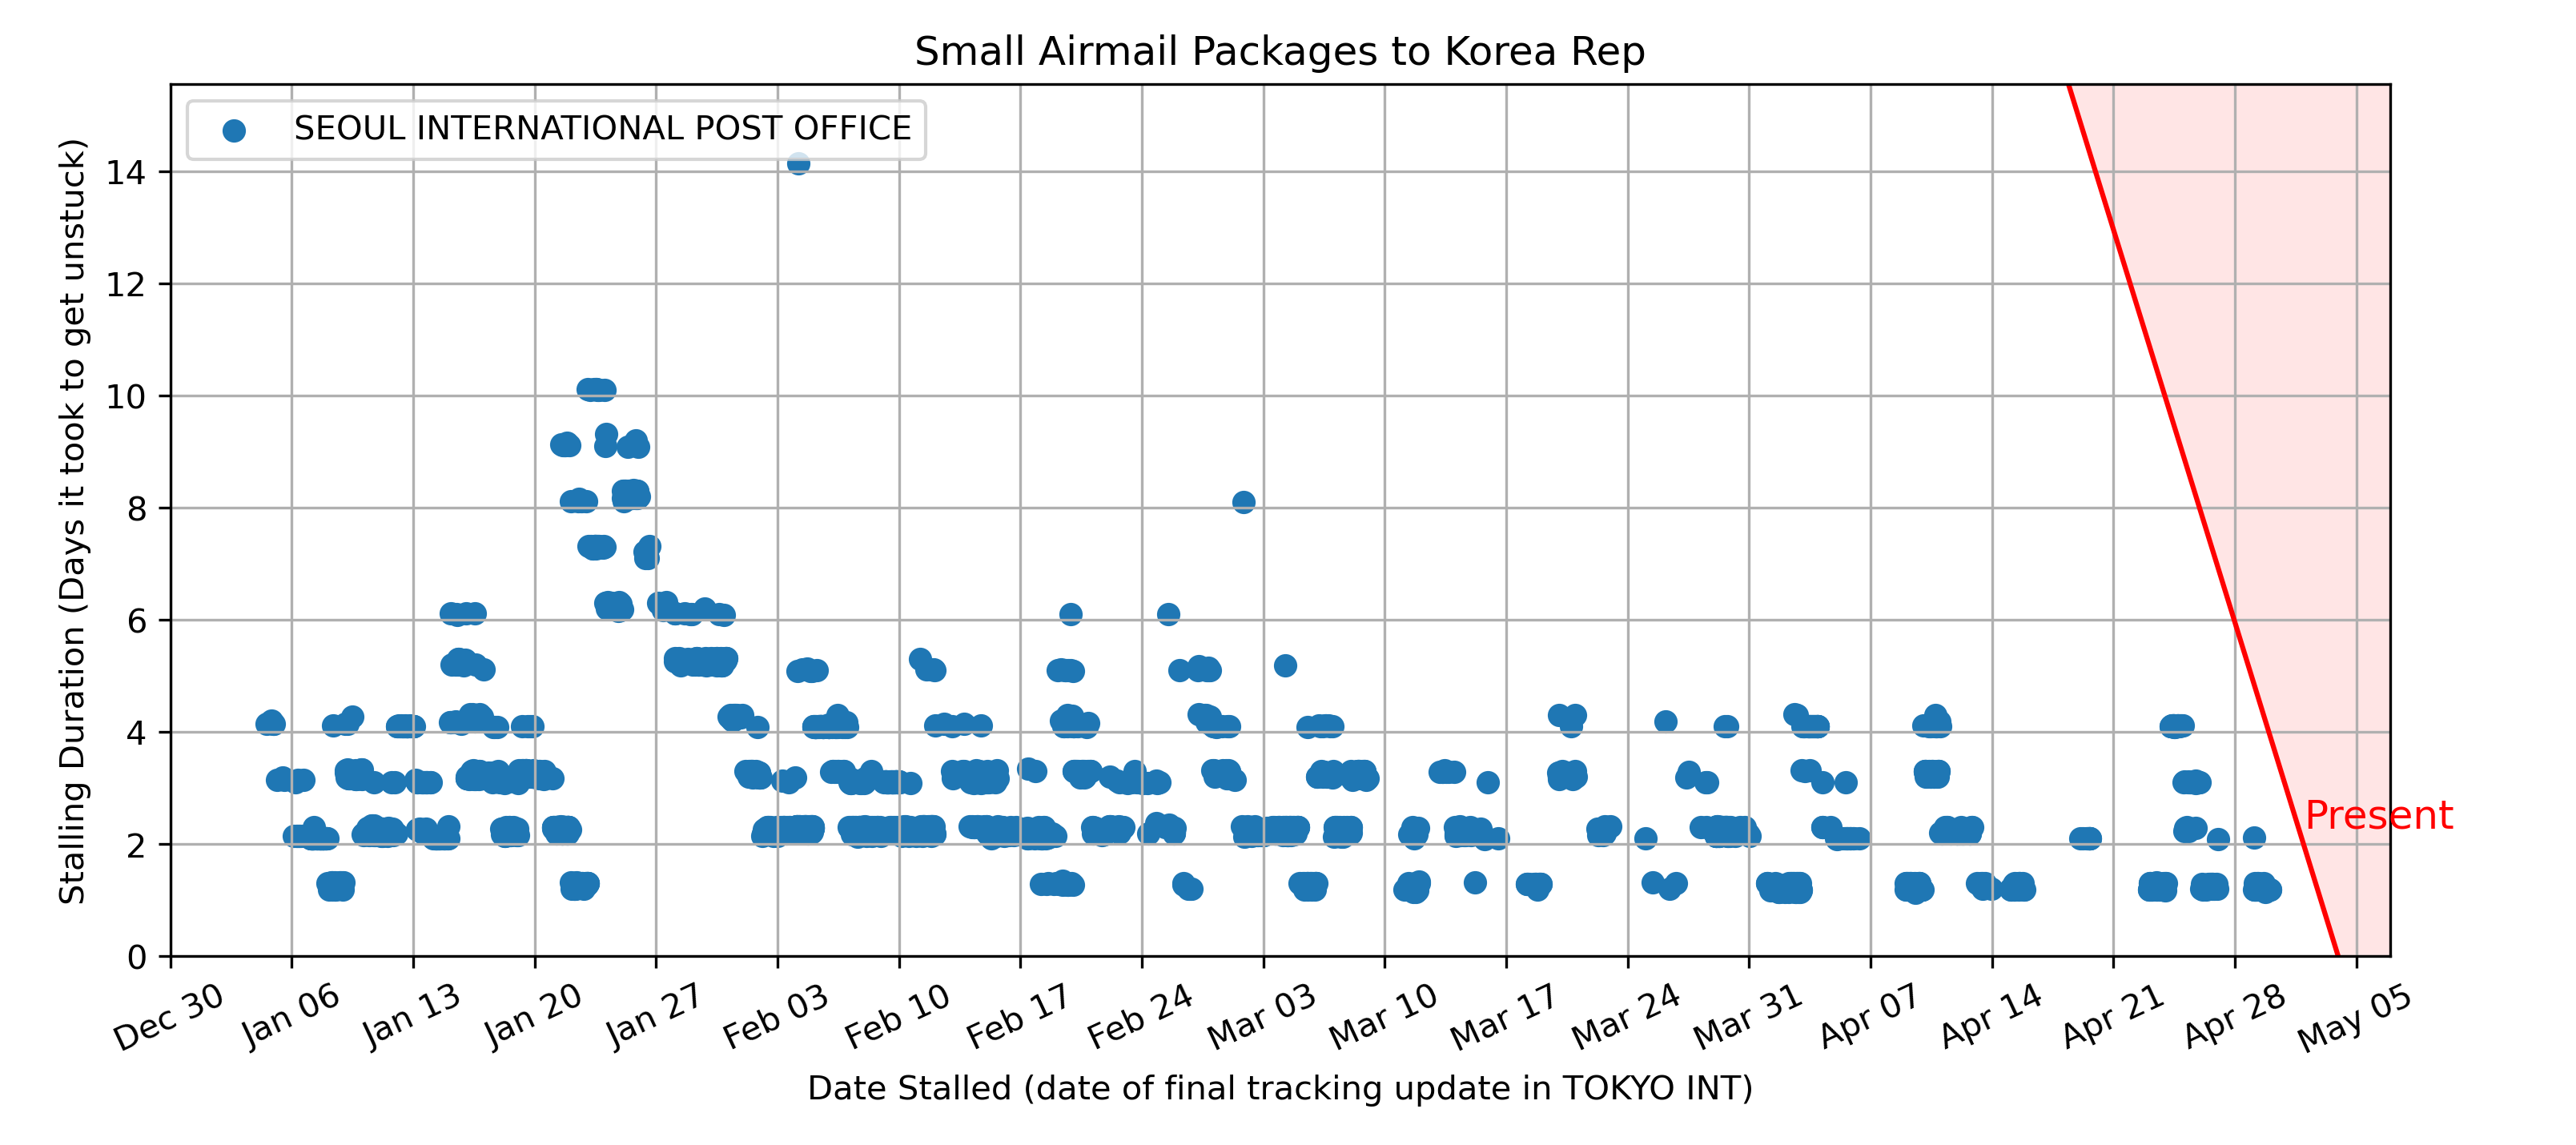 Small Airmail Packages to Korea Rep
SEOUL INTERNATIONAL POST OFFICE
Stalling Duration (Days it took to get unstuck)
14
12
10
8
6
4
2
0
Present
Dec 30
Jan 06
Jan 13
Jan 20
Jan 27
Feb 03
Feb 10
Feb 17
Feb 24
Mar 03
Mar 10
Mar 17
Mar 24
Mar 31
Apr 07
Apr 14
Apr 21
Apr 28
May 05
Date Stalled (date of final tracking update in TOKYO INT)